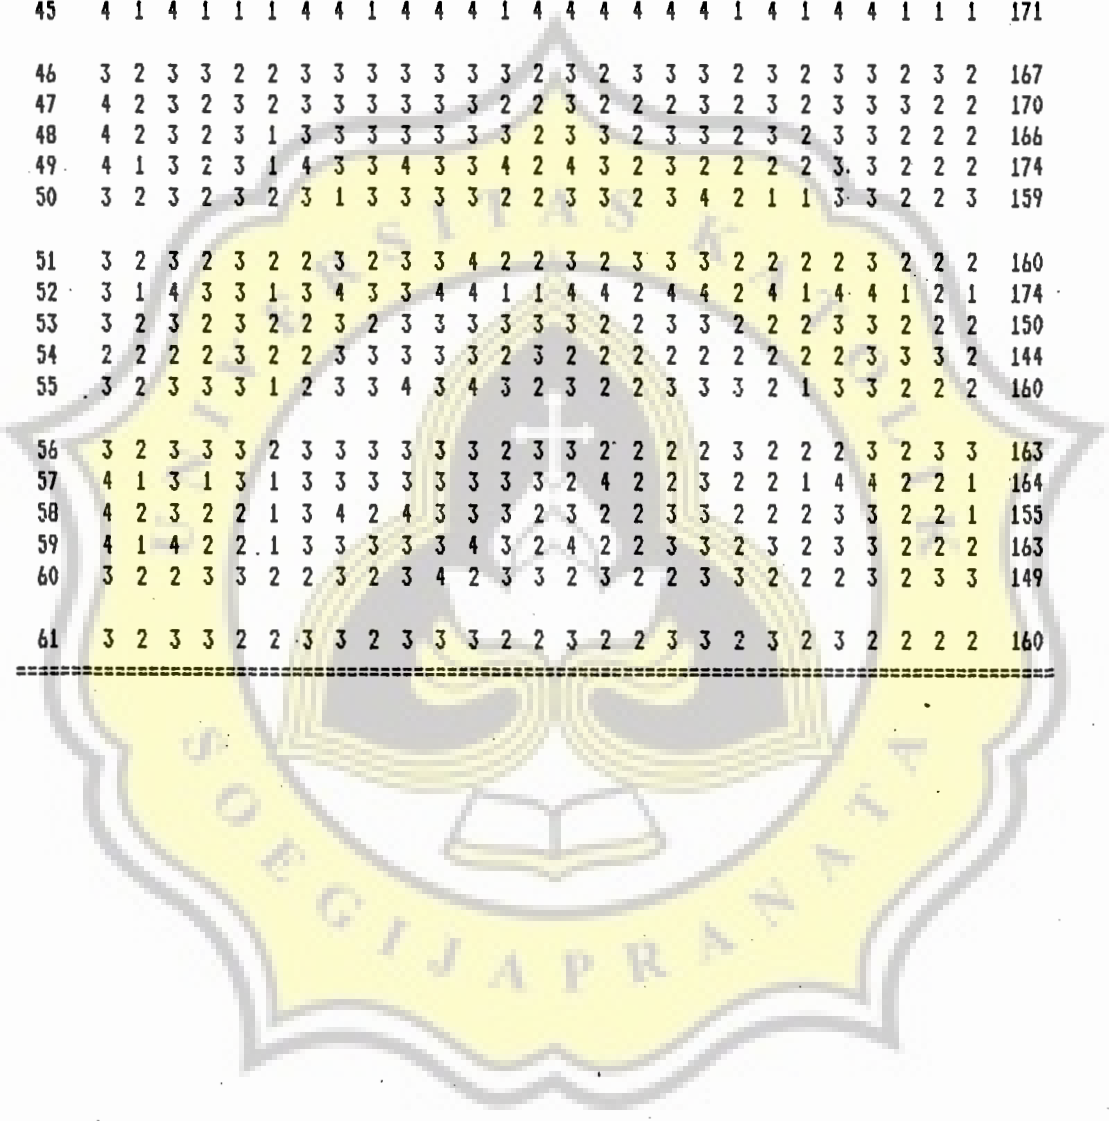 45 4 1 4 1 1 1 4 4 1 4 4 4 1 4 4 4 4 4 4 1 4 1 4 4 1 1 1 171
46 3 2 3 3 2 2 3 3 3 3 3 3 3 2 3 2 3 3 3 2 3 2 3 3 2 3 2 167
47 4 2 3 2 3 2 3 3 3 3 3 3 2 2 3 2 2 2 3 2 3 2 3 3 3 2 2 170
48 4 2 3 2 3 1 3 3 3 3 3 3 3 2 3 3 2 3 3 2 3 2 3 3 2 2 2 166
49 4 1 3 2 3 1 4 3 3 4 3 3 4 2 4 3 2 3 2 2 2 2 3 3 2 2 2 174
50 3 2 3 2 3 2 3 1 3 3 3 3 2 2 3 3 2 3 4 2 1 1 3 3 2 2 3 159
51 3 2 3 2 3 2 2 3 2 3 3 4 2 2 3 2 3 3 3 2 2 2 2 3 2 2 2 160
52 3 1 4 3 3 1 3 4 3 3 4 4 1 1 4 4 2 4 4 2 4 1 4 4 1 2 1 174
53 3 2 3 2 3 2 2 3 2 3 3 3 3 3 3 2 2 3 3 2 2 2 3 3 2 2 2 150
54 2 2 2 2 3 2 2 3 3 3 3 3 2 3 2 2 2 2 2 2 2 2 2 3 3 3 2 144
55 3 2 3 3 3 1 2 3 3 4 3 4 3 2 3 2 2 3 3 3 2 1 3 3 2 2 2 160
56 3 2 3 3 3 2 3 3 3 3 3 3 2 3 3 2 2 2 2 3 2 2 2 3 2 3 3 163
57 4 1 3 1 3 1 3 3 3 3 3 3 3 3 2 4 2 2 3 2 2 1 4 4 2 2 1 164
58 4 2 3 2 2 1 3 4 2 4 3 3 3 2 3 2 2 3 3 2 2 2 3 3 2 2 1 155
59 4 1 4 2 2 1 3 3 3 3 3 4 3 2 4 2 2 3 3 2 3 2 3 3 2 2 2 163
60 3 2 2 3 3 2 2 3 2 3 4 2 3 3 2 3 2 2 3 3 2 2 2 3 2 3 3 149
61 3 2 3 3 2 2 3 3 2 3 3 3 2 2 3 2 2 3 3 2 3 2 3 2 2 2 2 160
UNIVERSITAS KATOLIK
SOEGIJAPRANATA